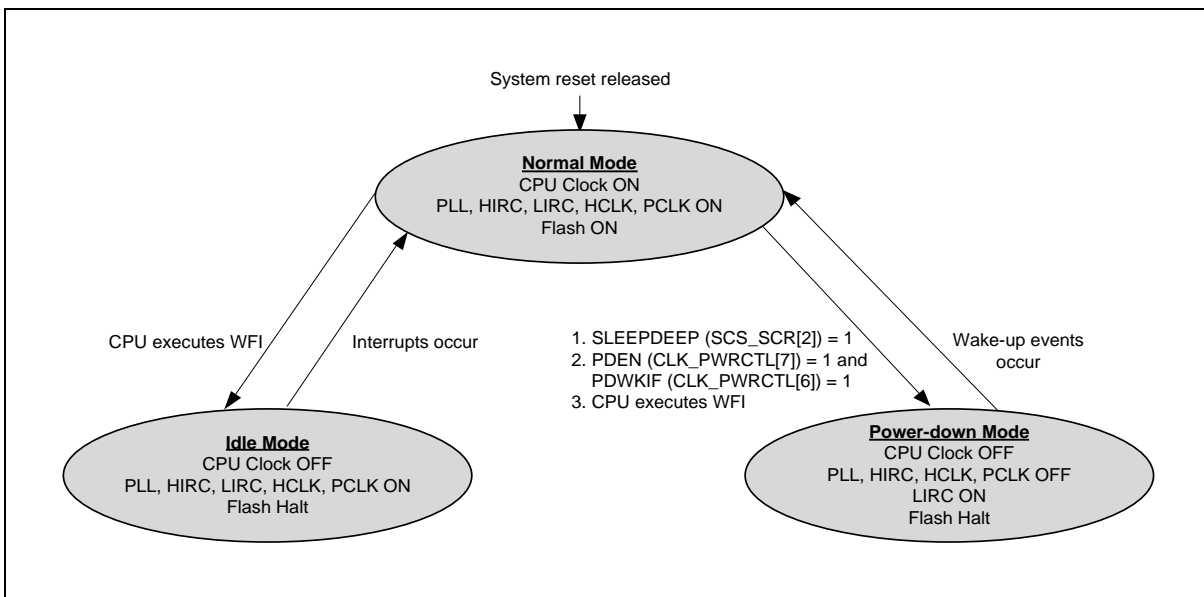 System reset released
Normal Mode
CPU Clock ON
PLL, HIRC, LIRC, HCLK, PCLK ON
Flash ON
CPU executes WFI
Interrupts occur
1. SLEEPDEEP (SCS_SCR[2]) = 1
2. PDEN (CLK_PWRCTL[7]) = 1 and
PDWKIF (CLK_PWRCTL[6]) = 1
3. CPU executes WFI
Wake-up events
occur
Idle Mode
CPU Clock OFF
PLL, HIRC, LIRC, HCLK, PCLK ON
Flash Halt
Power-down Mode
CPU Clock OFF
PLL, HIRC, HCLK, PCLK OFF
LIRC ON
Flash Halt